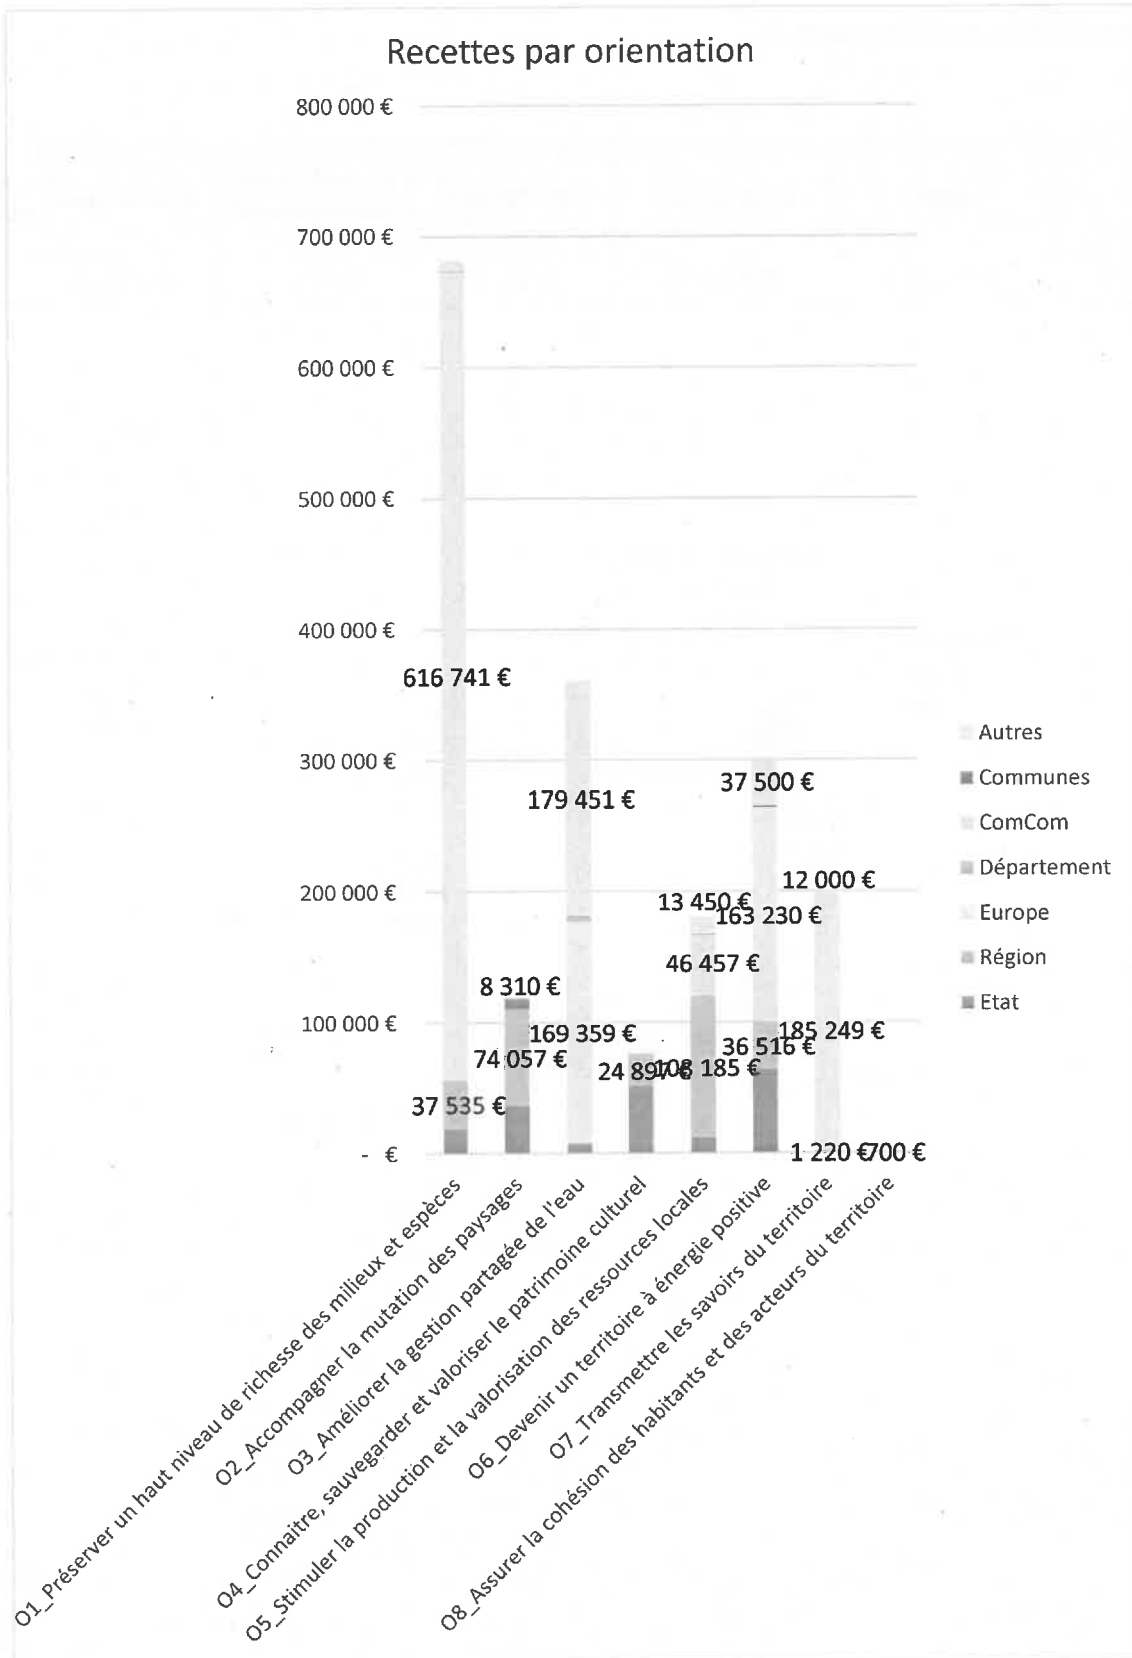 Recettes par orientation
800 000 €
700 000 €
600 000 €
500 000 €
400 000 €
300 000 €
200 000 €
100 000 €
- €
616 741 €
37 535 €
8 310 €
74 057 €
179 451 €
169 359 €
24 897 €
13 450 €
46 457 €
108 185 €
37 500 €
163 230 €
36 516 €
12 000 €
185 249 €
1 220 €
700 €
Autres
Communes
ComCom
Département
Europe
Région
Etat
O1_Préserver un haut niveau de richesse des milieux et espèces
O2_Accompagner la mutation des paysages
O3_Améliorer la gestion partagée de l'eau
O4_Connaitre, sauvegarder et valoriser le patrimoine culturel
O5_Stimuler la production et la valorisation des ressources locales
O6_Devenir un territoire à énergie positive
O7_Transmettre les savoirs du territoire
O8_Assurer la cohésion des habitants et des acteurs du territoire